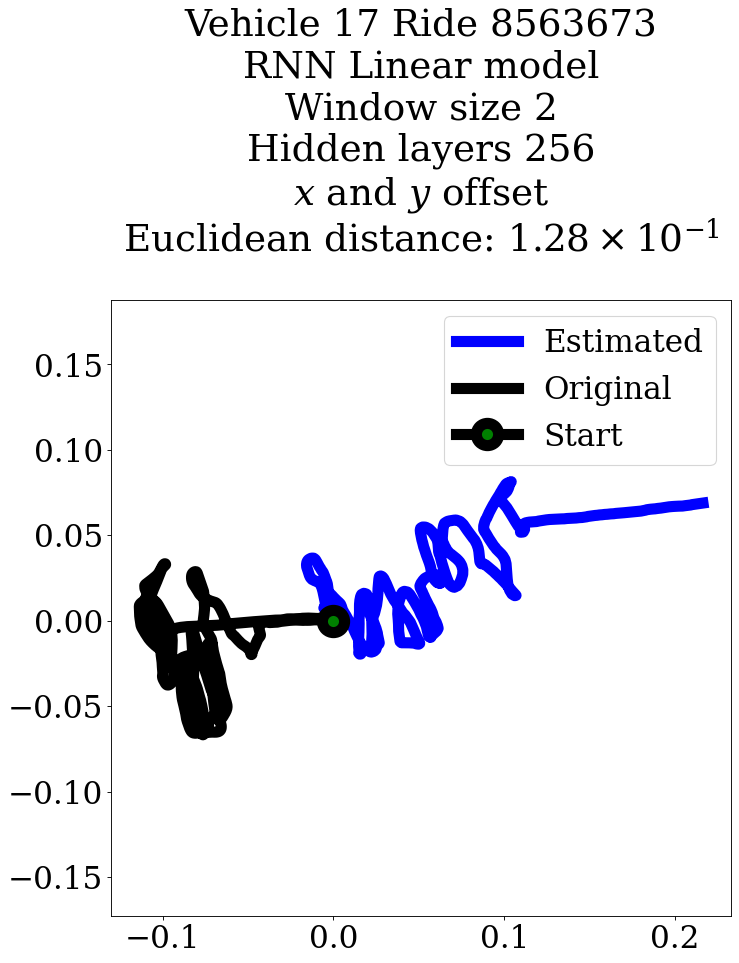 Vehicle 17 Ride 8563673
RNN Linear model
Window size 2
Hidden layers 256
x and y offset
Euclidean distance: 1.28 × 10⁻¹
Estimated
Original
Start
0.15
0.10
0.05
0.00
−0.05
−0.10
−0.15
−0.1 0.0 0.1 0.2